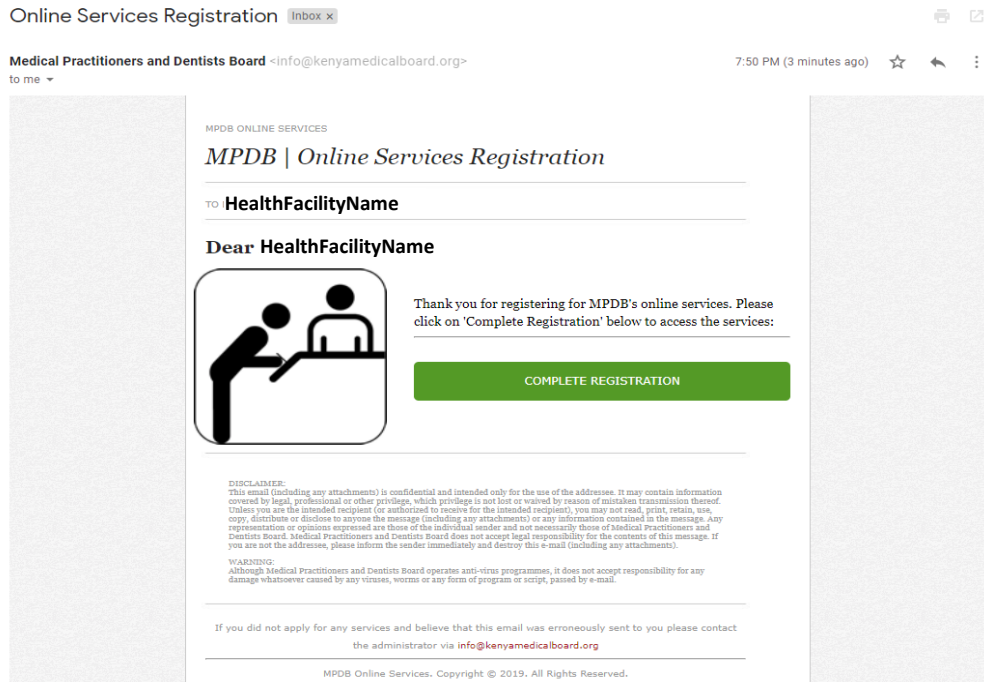 Online Services Registration Inbox x
Medical Practitioners and Dentists Board <info@kenyamedicalboard.org>
7:50 PM (3 minutes ago)
to me
MPDB ONLINE SERVICES
MPDB | Online Services Registration
TO HealthFacilityName
Dear HealthFacilityName
Thank you for registering for MPDB's online services. Please
click on 'Complete Registration' below to access the services:
COMPLETE REGISTRATION
DISCLAIMER:
This email (including any attachments) is confidential and intended only for the use of the addressee. It may contain information
covered by legal, professional or other privilege, which privilege is not lost or waived by reason of mistaken transmission thereof.
Unless you are the intended recipient (or authorized to receive for the intended recipient), you may not read, print, retain, use,
copy, distribute or disclose to anyone the message (including any attachments) or any information contained in the message. Any
representation or opinions expressed are those of the individual sender and not necessarily those of Medical Practitioners and
Dentists Board. Medical Practitioners and Dentists Board does not accept legal responsibility for the contents of this message. If
you are not the addressee, please inform the sender immediately and destroy this e-mail (including any attachments).
WARNING:
Although Medical Practitioners and Dentists Board operates anti-virus programmes, it does not accept responsibility for any
damage whatsoever caused by any viruses, worms or any form of program or script, passed by e-mail.
If you did not apply for any services and believe that this email was erroneously sent to you please contact
the administrator via info@kenyamedicalboard.org
MPDB Online Services. Copyright © 2019. All Rights Reserved.